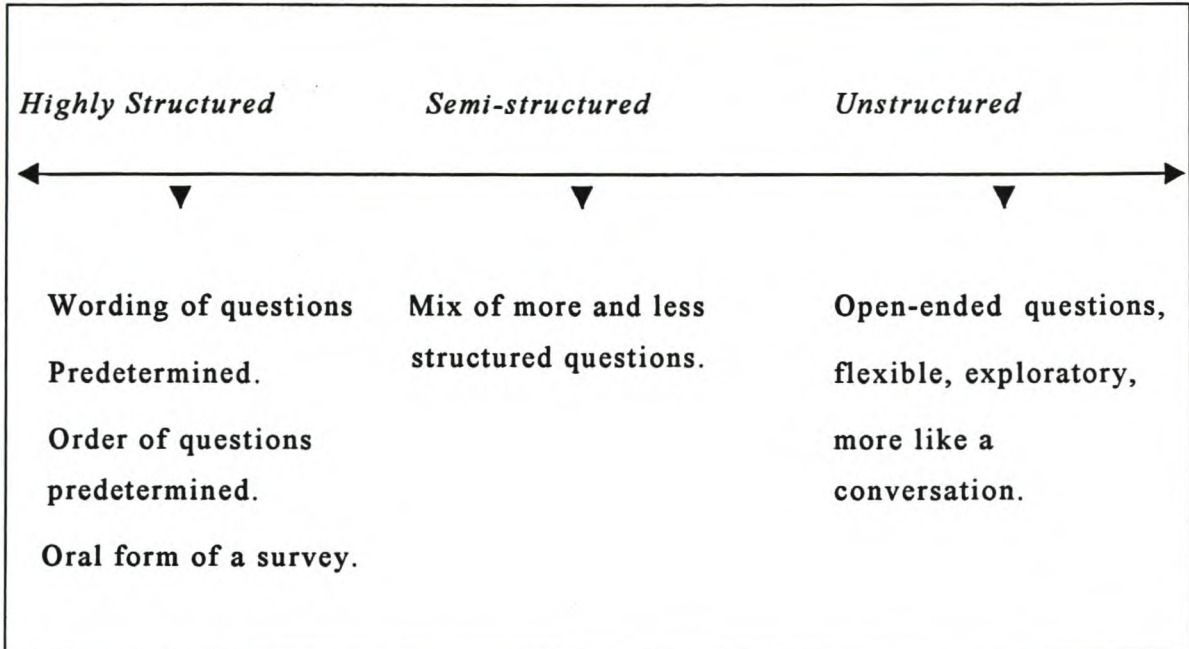 Highly Structured
Semi-structured
Unstructured
Wording of questions
Predetermined.
Order of questions
predetermined.
Oral form of a survey.
Mix of more and less
structured questions.
Open-ended questions,
flexible, exploratory,
more like a
conversation.